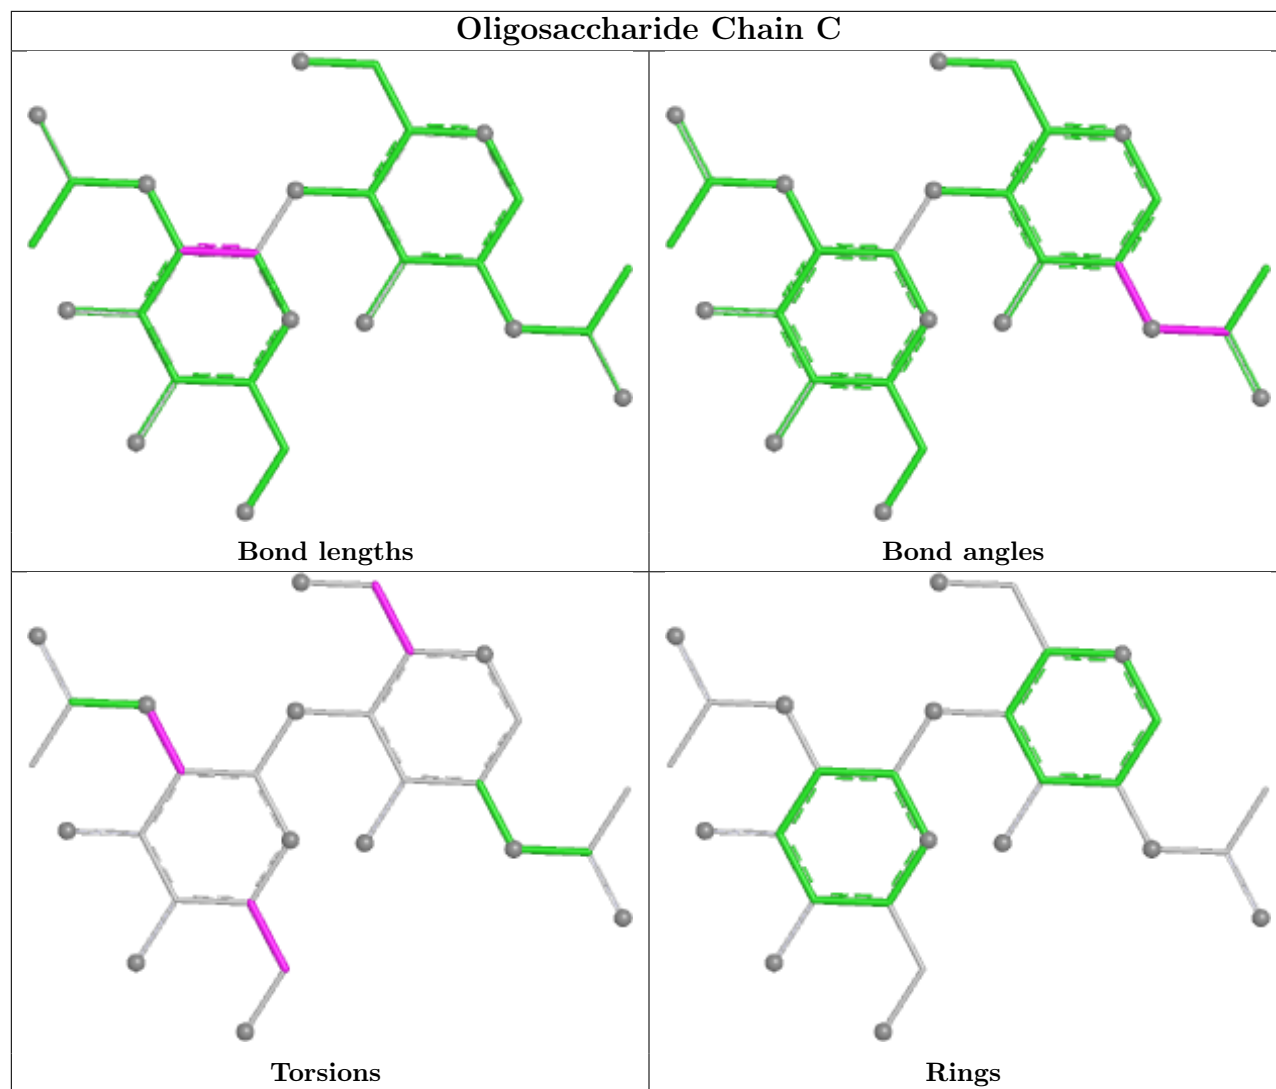 Oligosaccharide Chain C
Bond lengths
Bond angles
Torsions
Rings